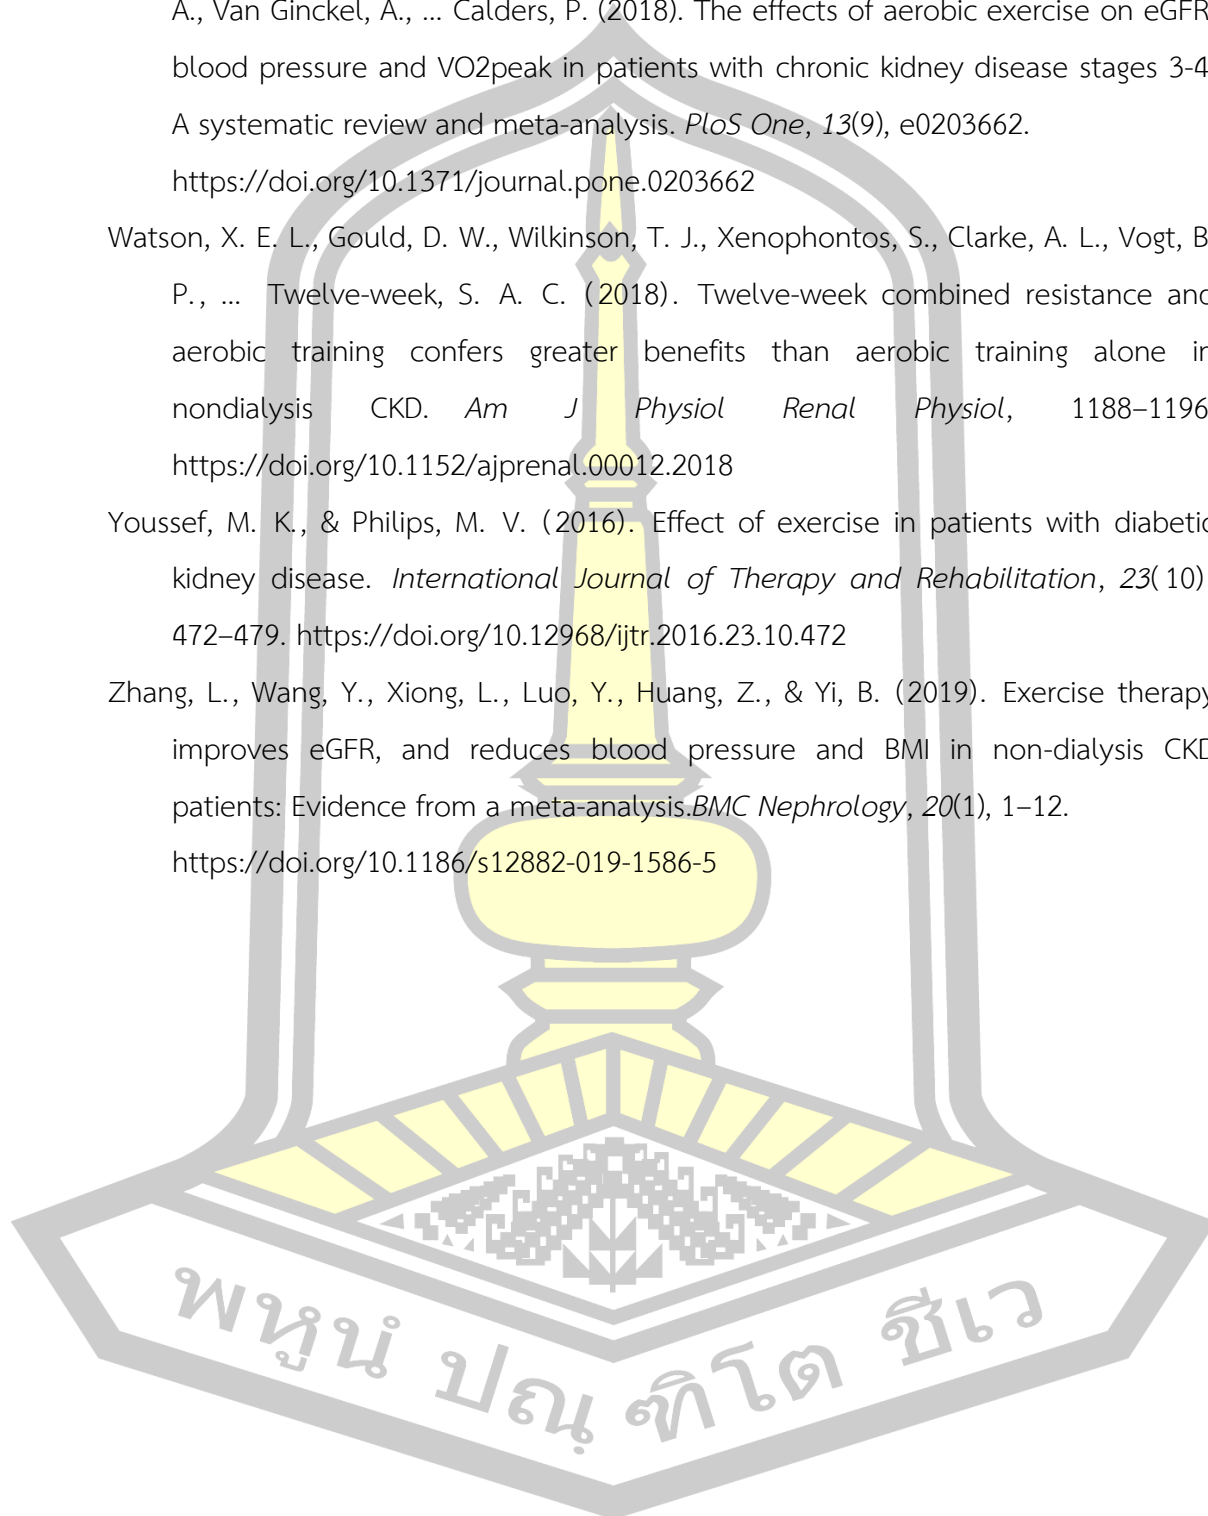 A., Van Ginckel, A., ... Calders, P. (2018). The effects of aerobic exercise on eGFR
blood pressure and VO2peak in patients with chronic kidney disease stages 3-4
A systematic review and meta-analysis. PloS One, 13(9), e0203662.
https://doi.org/10.1371/journal.pone.0203662
Watson, X. E. L., Gould, D. W., Wilkinson, T. J., Xenophontos, S., Clarke, A. L., Vogt, B
P., ... Twelve-week, S. A. C. (2018). Twelve-week combined resistance and
aerobic training confers greater benefits than aerobic training alone in
nondialysis CKD. Am J Physiol Renal Physiol, 1188–1196
https://doi.org/10.1152/ajprenal.00012.2018
Youssef, M. K., & Philips, M. V. (2016). Effect of exercise in patients with diabetic
kidney disease. International Journal of Therapy and Rehabilitation, 23(10)
472–479. https://doi.org/10.12968/ijtr.2016.23.10.472
Zhang, L., Wang, Y., Xiong, L., Luo, Y., Huang, Z., & Yi, B. (2019). Exercise therapy
improves eGFR, and reduces blood pressure and BMI in non-dialysis CKD
patients: Evidence from a meta-analysis.BMC Nephrology, 20(1), 1–12.
https://doi.org/10.1186/s12882-019-1586-5
พหูนํ ปณฺฑิโต ชีเว